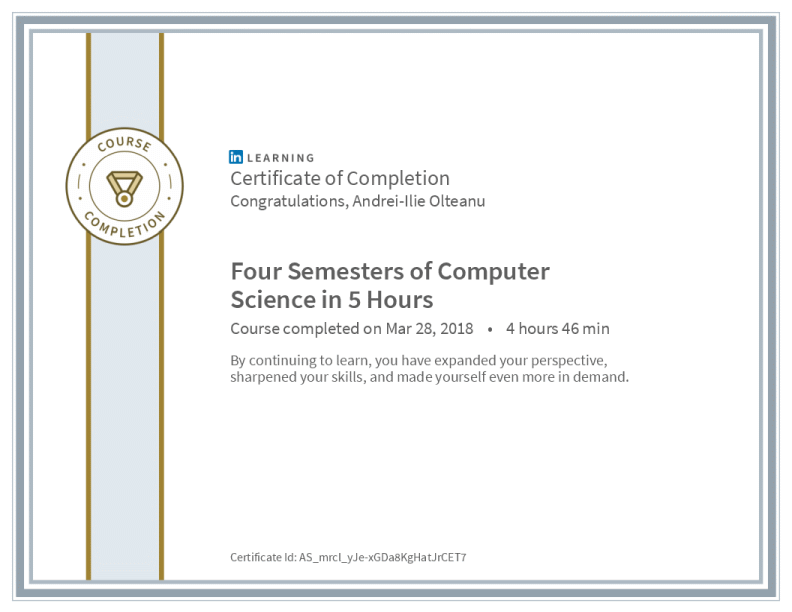 COURSE
COMPLETION
in LEARNING
Certificate of Completion
Congratulations, Andrei-Ilie Olteanu
Four Semesters of Computer
Science in 5 Hours
Course completed on Mar 28, 2018 • 4 hours 46 min
By continuing to learn, you have expanded your perspective,
sharpened your skills, and made yourself even more in demand.
Certificate Id: AS_mrcl_yJe-xGDa8KgHatJrCET7